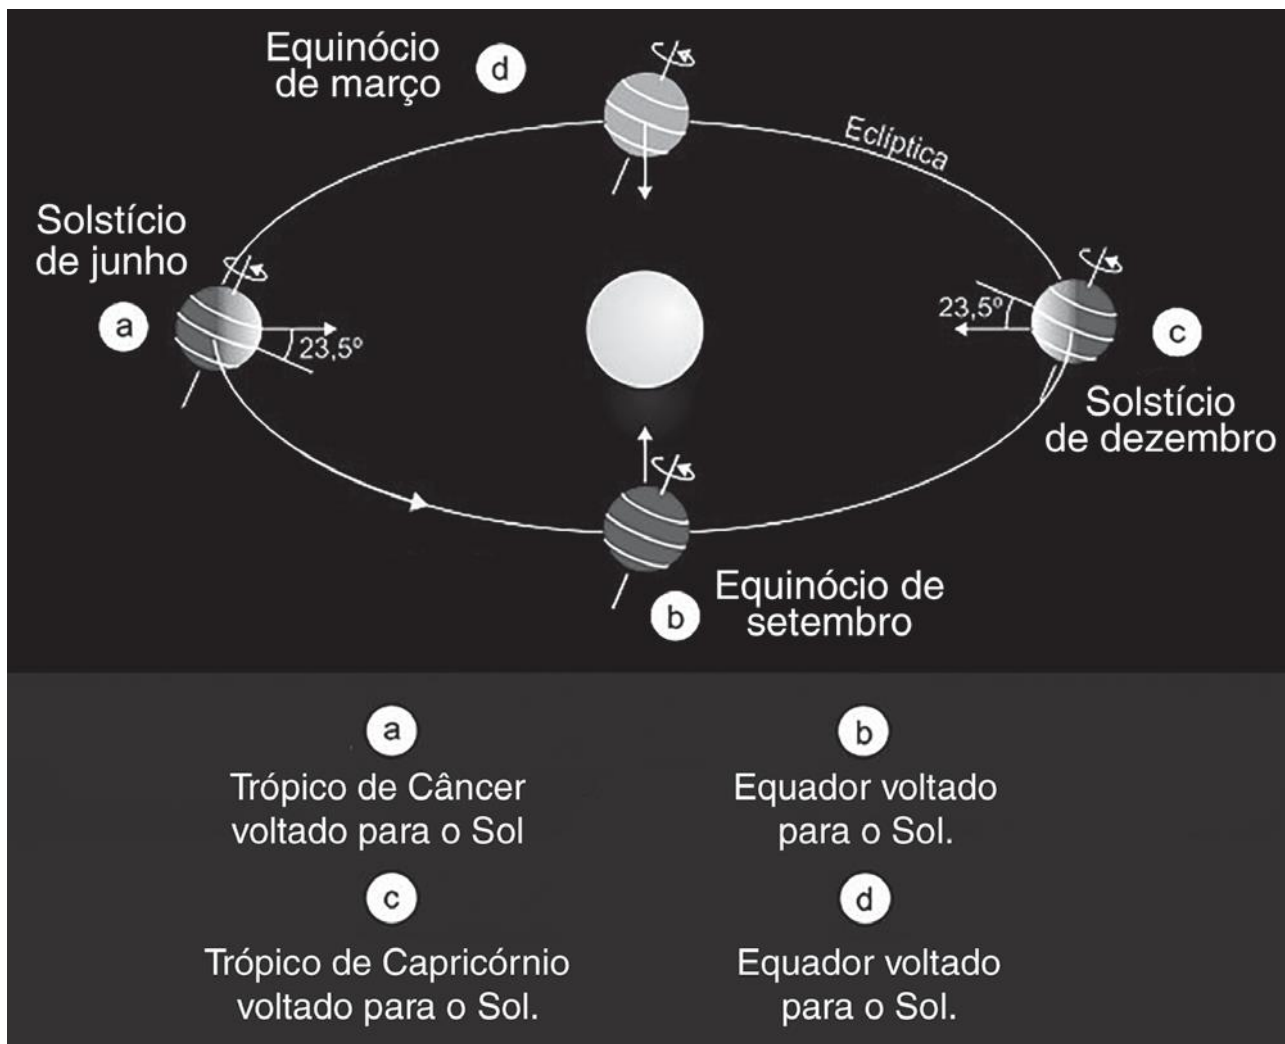 Equinócio
de março
d
Eclíptica
Solstício
de junho
a
23,5º
23,5º
c
Solstício
de dezembro
Equinócio de
setembro
b
a
Trópico de Câncer
voltado para o Sol
b
Equador voltado
para o Sol.
c
Trópico de Capricórnio
voltado para o Sol.
d
Equador voltado
para o Sol.